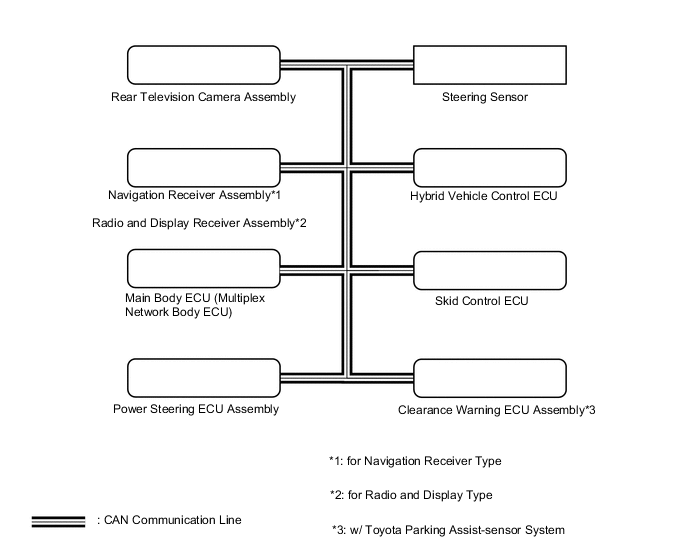 Rear Television Camera Assembly
Steering Sensor
Navigation Receiver Assembly*1
Hybrid Vehicle Control ECU
Radio and Display Receiver Assembly*2
Main Body ECU (Multiplex
Network Body ECU)
Skid Control ECU
Power Steering ECU Assembly
Clearance Warning ECU Assembly*3
*1: for Navigation Receiver Type
*2: for Radio and Display Type
: CAN Communication Line
*3: w/ Toyota Parking Assist-sensor System